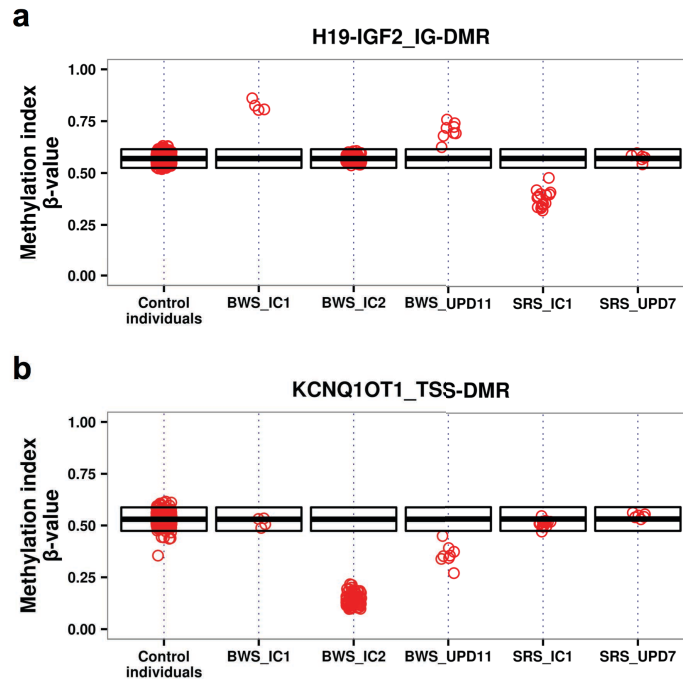 a
H19-IGF2_IG-DMR
Methylation index
β-value
1.00
0.75
0.50
0.25
0.00
Control
individuals
BWS_IC1
BWS_IC2
BWS_UPD11
SRS_IC1
SRS_UPD7
b
KCNQ1OT1_TSS-DMR
Methylation index
β-value
1.00
0.75
0.50
0.25
0.00
Control
individuals
BWS_IC1
BWS_IC2
BWS_UPD11
SRS_IC1
SRS_UPD7